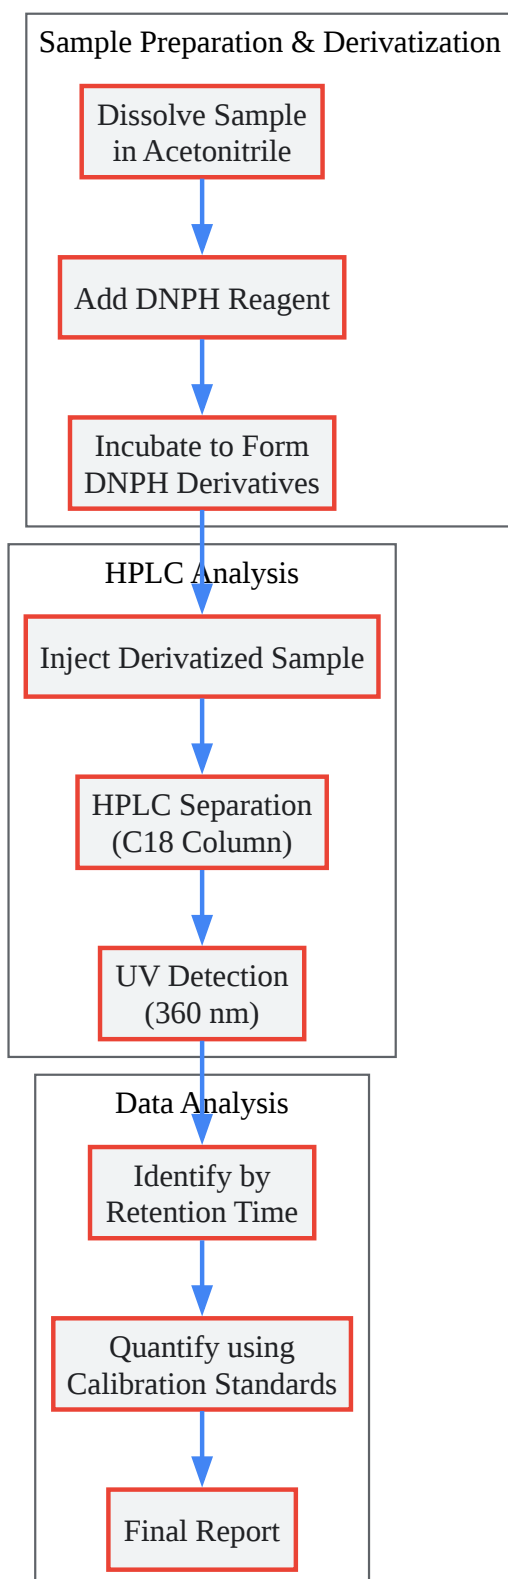 Sample Preparation & Derivatization
Dissolve Sample
in Acetonitrile
Add DNPH Reagent
Incubate to Form
DNPH Derivatives
HPLC Analysis
Inject Derivatized Sample
HPLC Separation
(C18 Column)
UV Detection
(360 nm)
Data Analysis
Identify by
Retention Time
Quantify using
Calibration Standards
Final Report